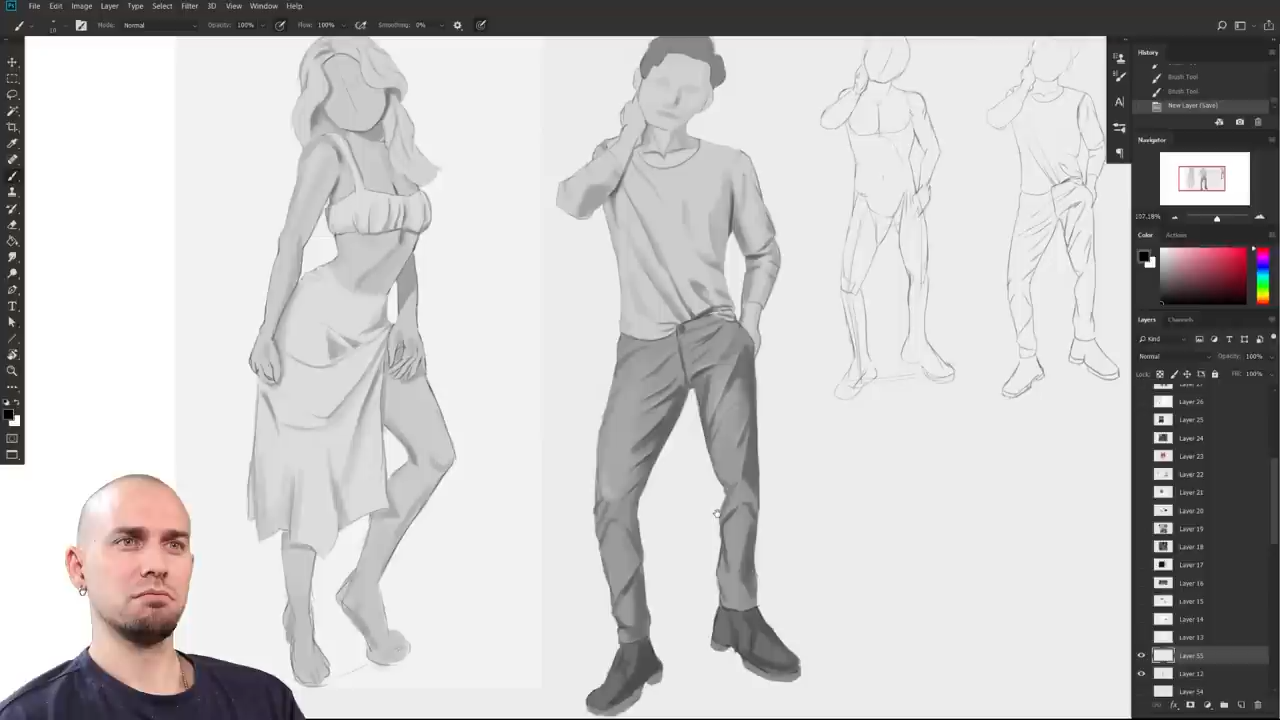 Ps File Edit Image Layer Type Select Filter 3D View Window Help
Mode: Normal Opacity: 100% Flow: 100% Smoothing: 0%
History
Brush Tool
Brush Tool
New Layer (Save)
Navigator
107.18%
Color Actions
Layers Channels
Kind
Normal Opacity: 100%
Lock: Fill: 100%
Layer 26
Layer 25
Layer 24
Layer 23
Layer 22
Layer 21
Layer 20
Layer 19
Layer 18
Layer 17
Layer 16
Layer 15
Layer 14
Layer 13
Layer 55
Layer 12
Layer 54